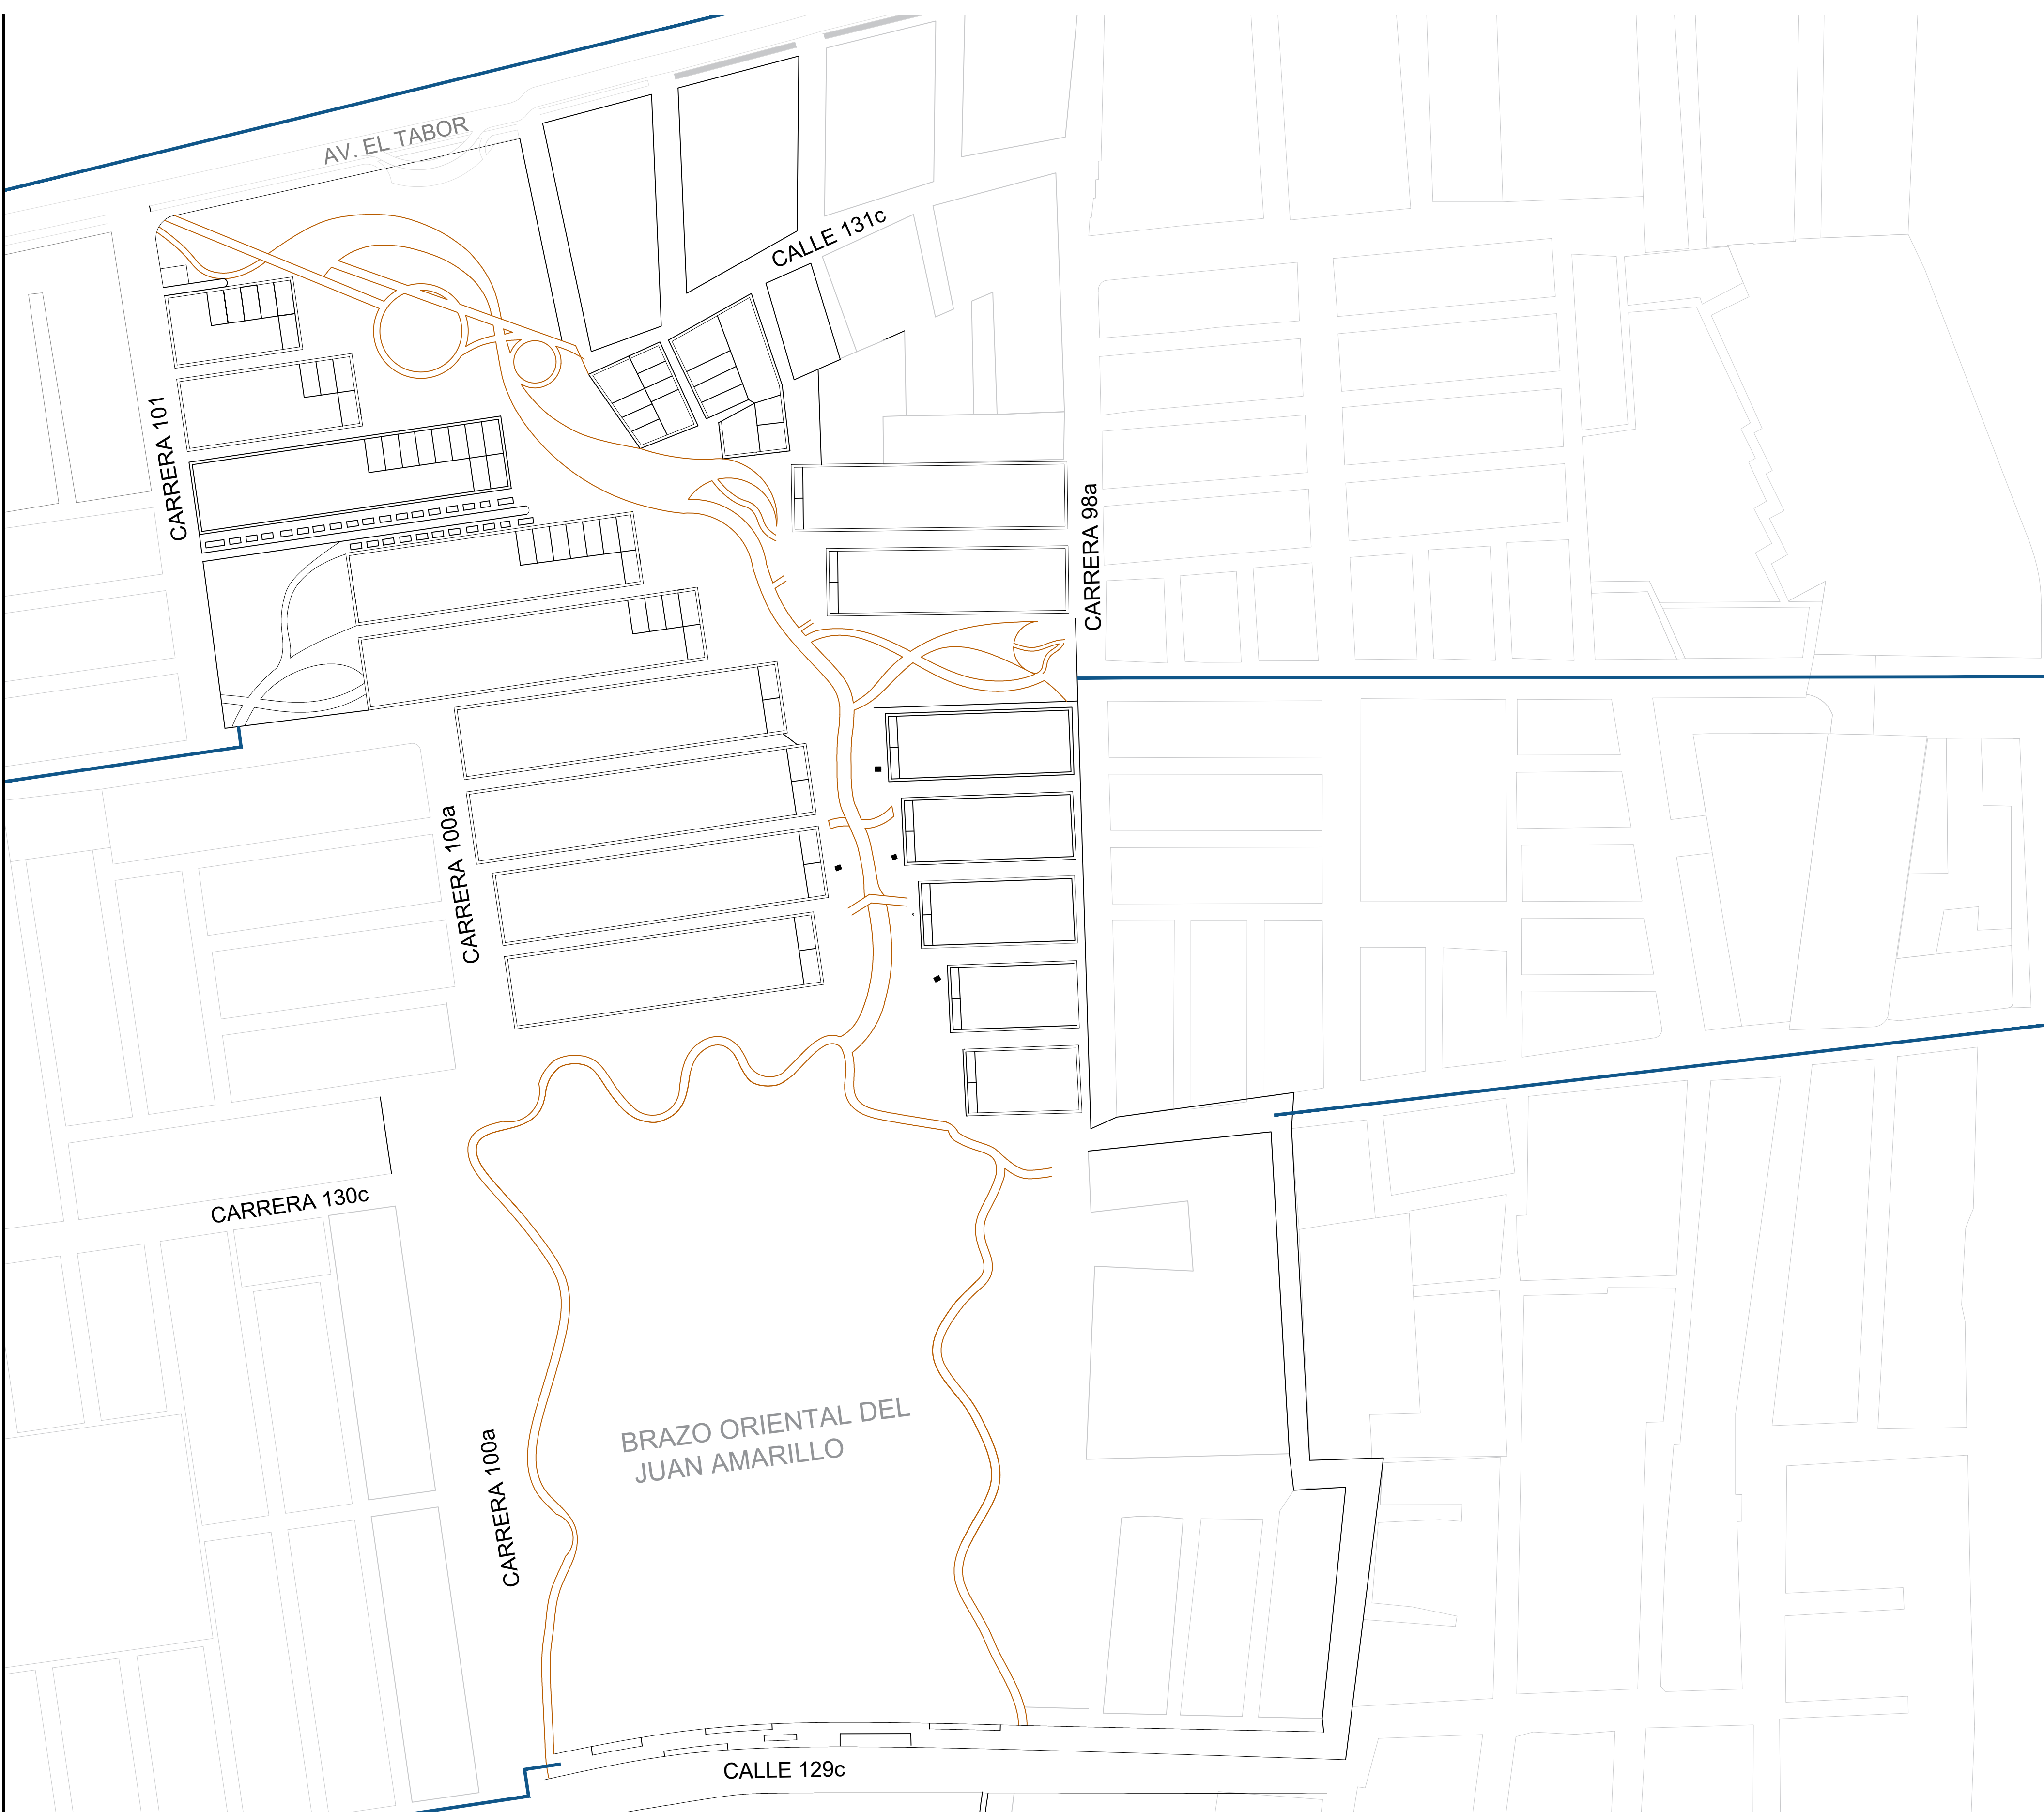 AV. EL TABOR
CALLE 131c
CARRERA 101
CARRERA 98a
CARRERA 100a
CARRERA 130c
BRAZO ORIENTAL DEL
JUAN AMARILLO
CARRERA 100a
CALLE 129c